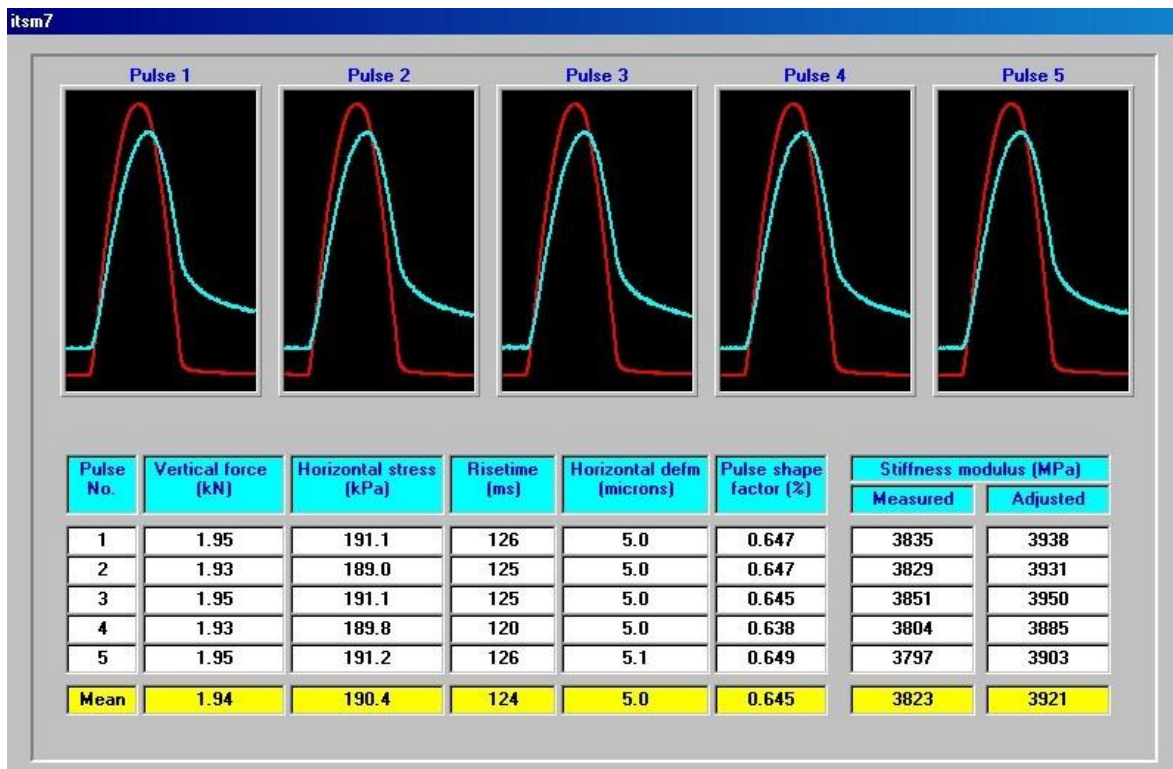 itsm7
Pulse 1 Pulse 2 Pulse 3 Pulse 4 Pulse 5
Pulse No. Vertical force (kN) Horizontal stress (kPa) Risetime (ms) Horizontal defm (microns) Pulse shape factor (%) Stiffness modulus (MPa)
Measured Adjusted
1 1.95 191.1 126 5.0 0.647 3835 3938
2 1.93 189.0 125 5.0 0.647 3829 3931
3 1.95 191.1 125 5.0 0.645 3851 3950
4 1.93 189.8 120 5.0 0.638 3804 3885
5 1.95 191.2 126 5.1 0.649 3797 3903
Mean 1.94 190.4 124 5.0 0.645 3823 3921